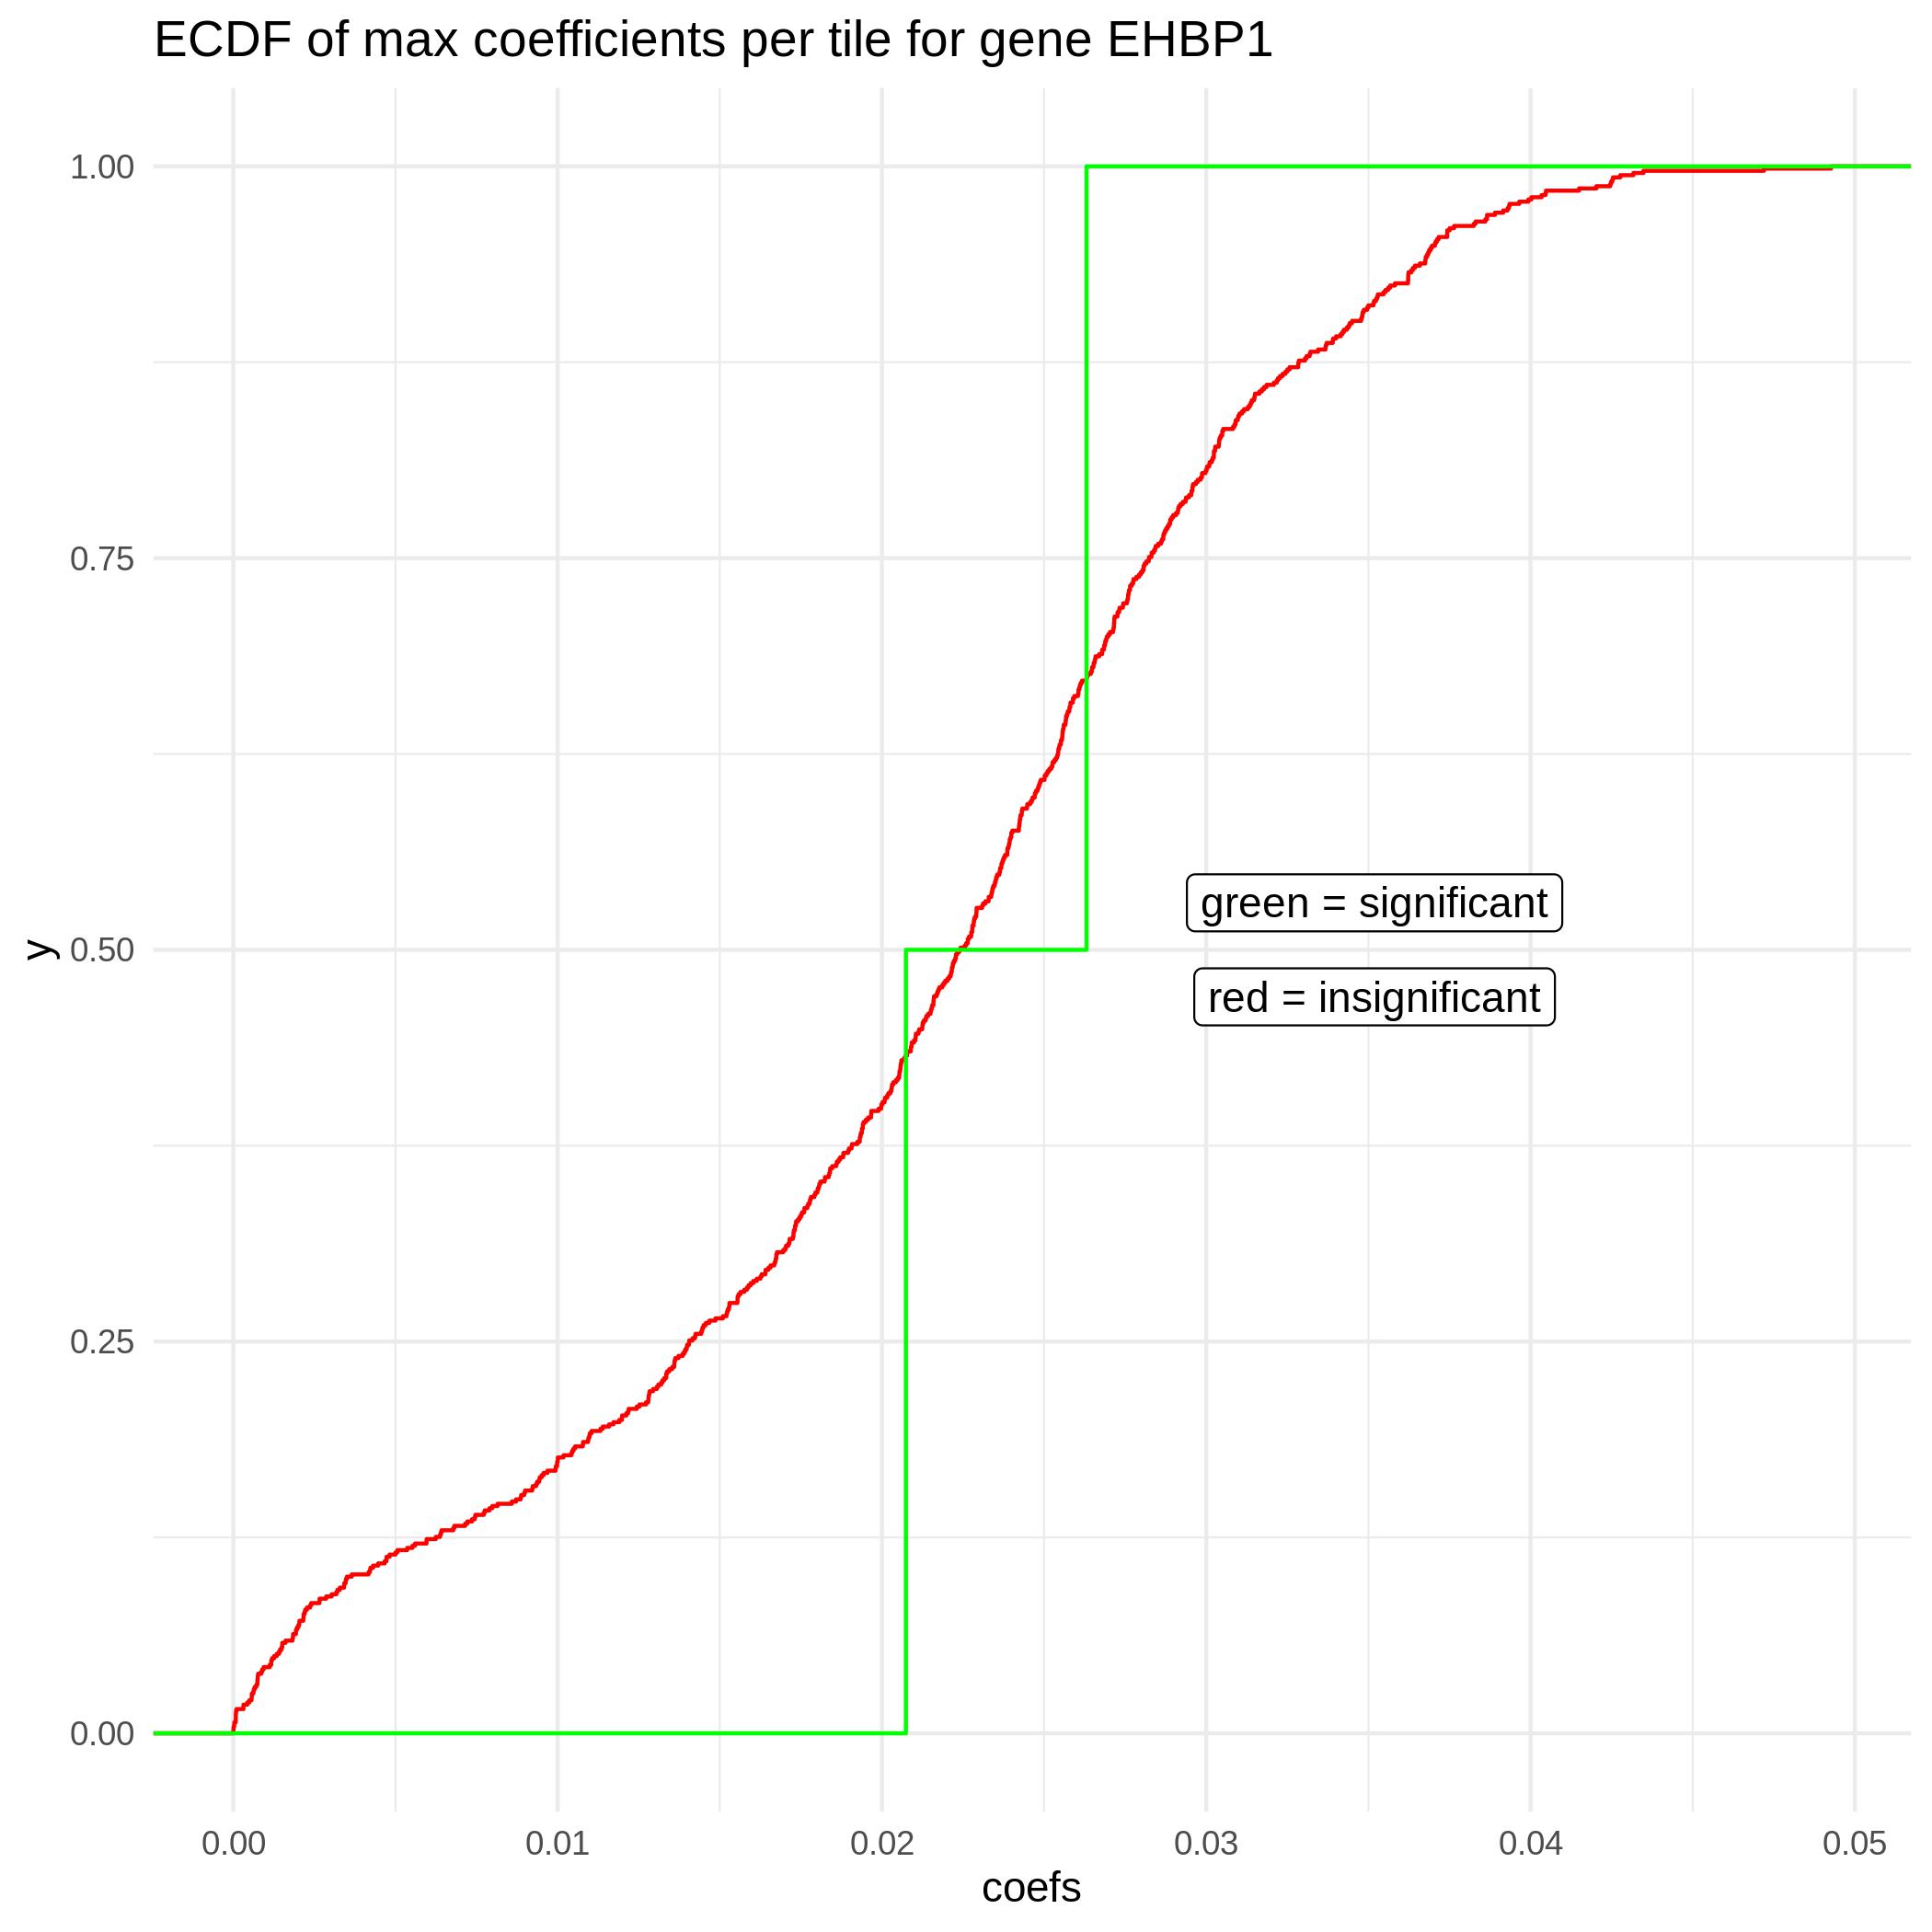 ECDF of max coefficients per tile for gene EHBP1
1.00
0.75
0.50
0.25
0.00
y
green = significant
red = insignificant
0.00 0.01 0.02 0.03 0.04 0.05
coefs